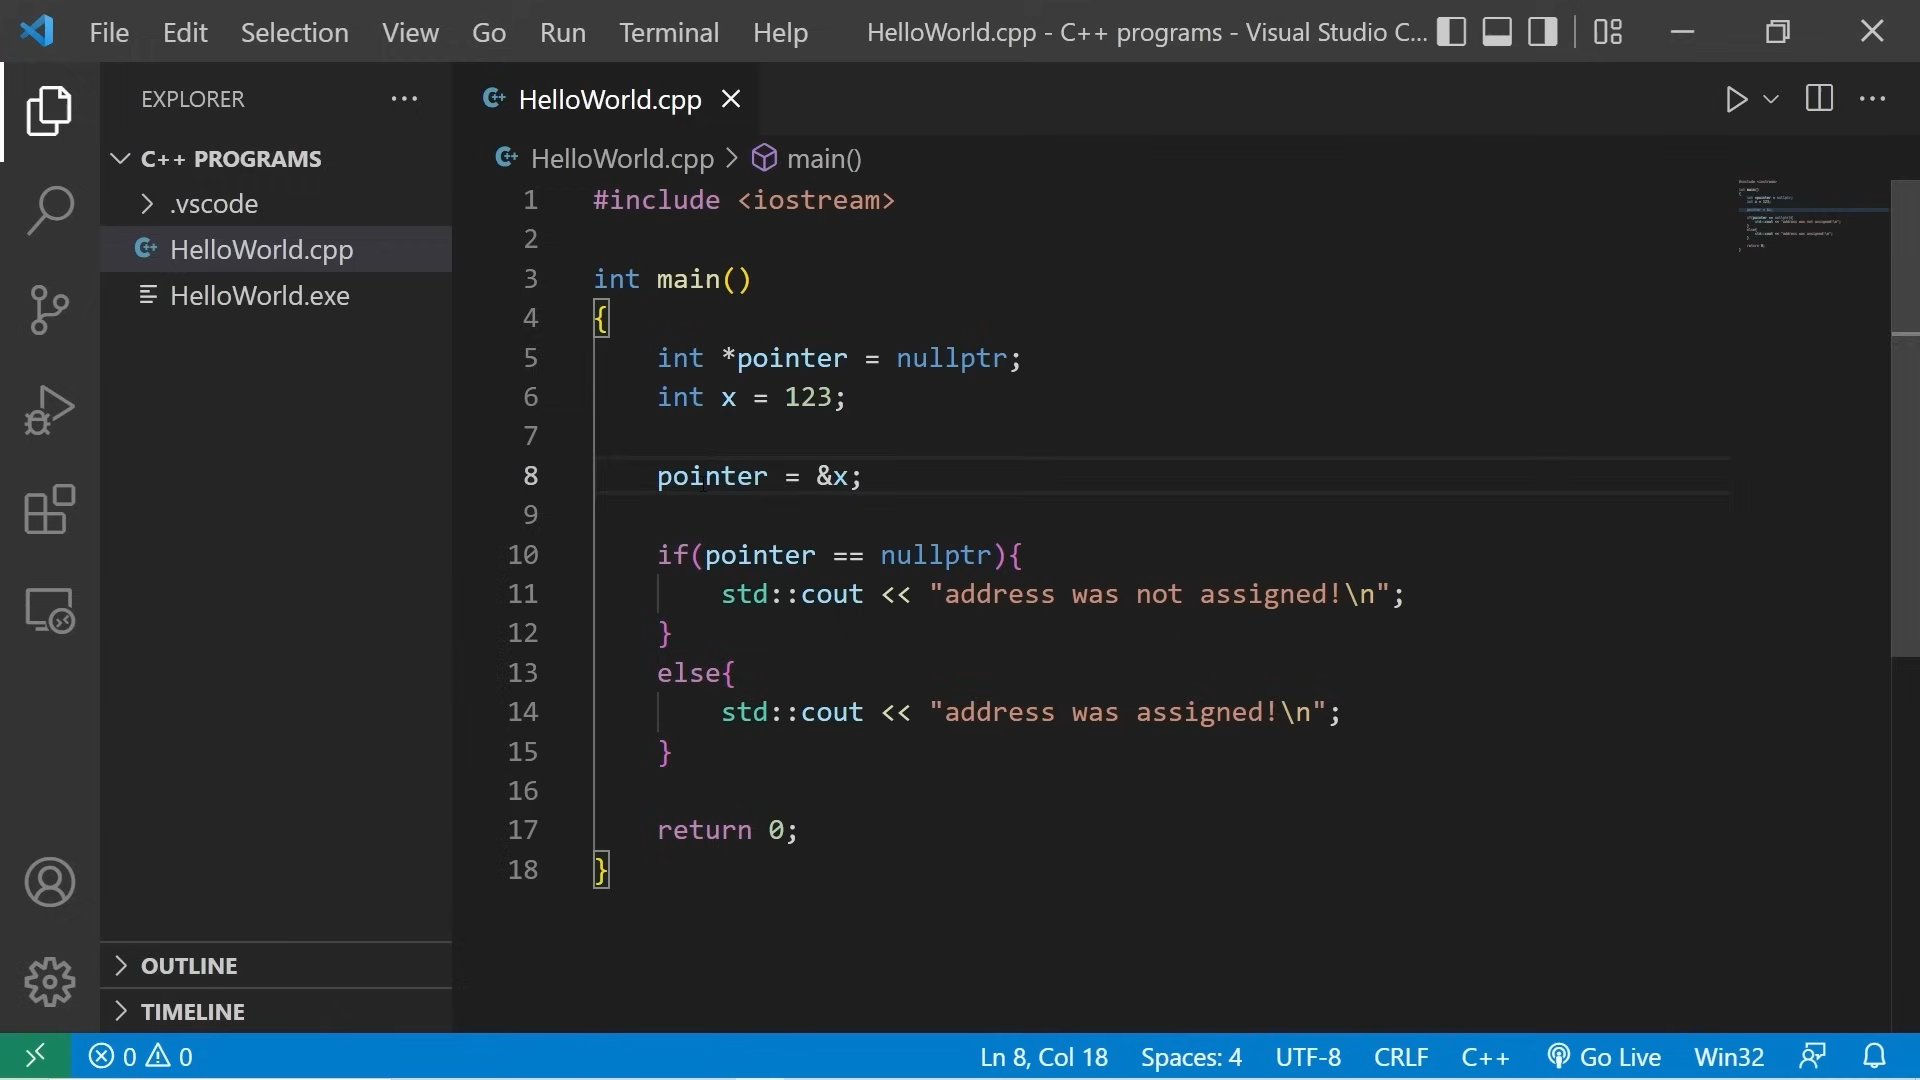 File Edit Selection View Go Run Terminal Help HelloWorld.cpp - C++ programs - Visual Studio C...
EXPLORER
C++ PROGRAMS
.vscode
HelloWorld.cpp
HelloWorld.exe
OUTLINE
TIMELINE
HelloWorld.cpp
HelloWorld.cpp > main()
1 #include <iostream>
2
3 int main()
4 {
5     int *pointer = nullptr;
6     int x = 123;
7
8     pointer = &x;
9
10     if(pointer == nullptr){
11         std::cout << "address was not assigned!\n";
12     }
13     else{
14         std::cout << "address was assigned!\n";
15     }
16
17     return 0;
18 }
0 0 Ln 8, Col 18 Spaces: 4 UTF-8 CRLF C++ Go Live Win32